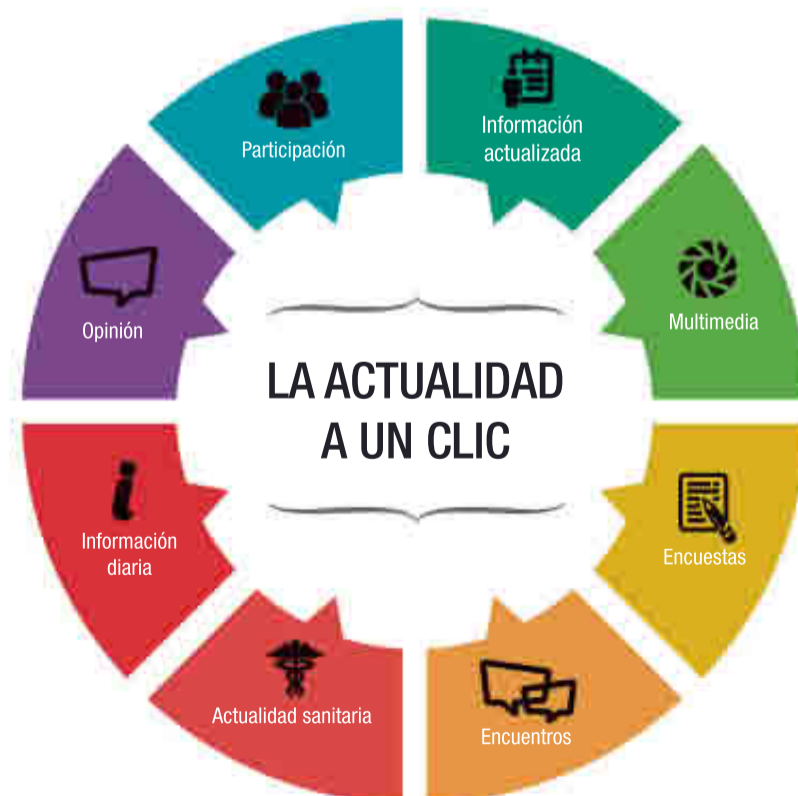 Participación
Información
actualizada
Opinión
Multimedia
LA ACTUALIDAD
A UN CLIC
Información
diaria
Encuestas
Actualidad sanitaria
Encuentros